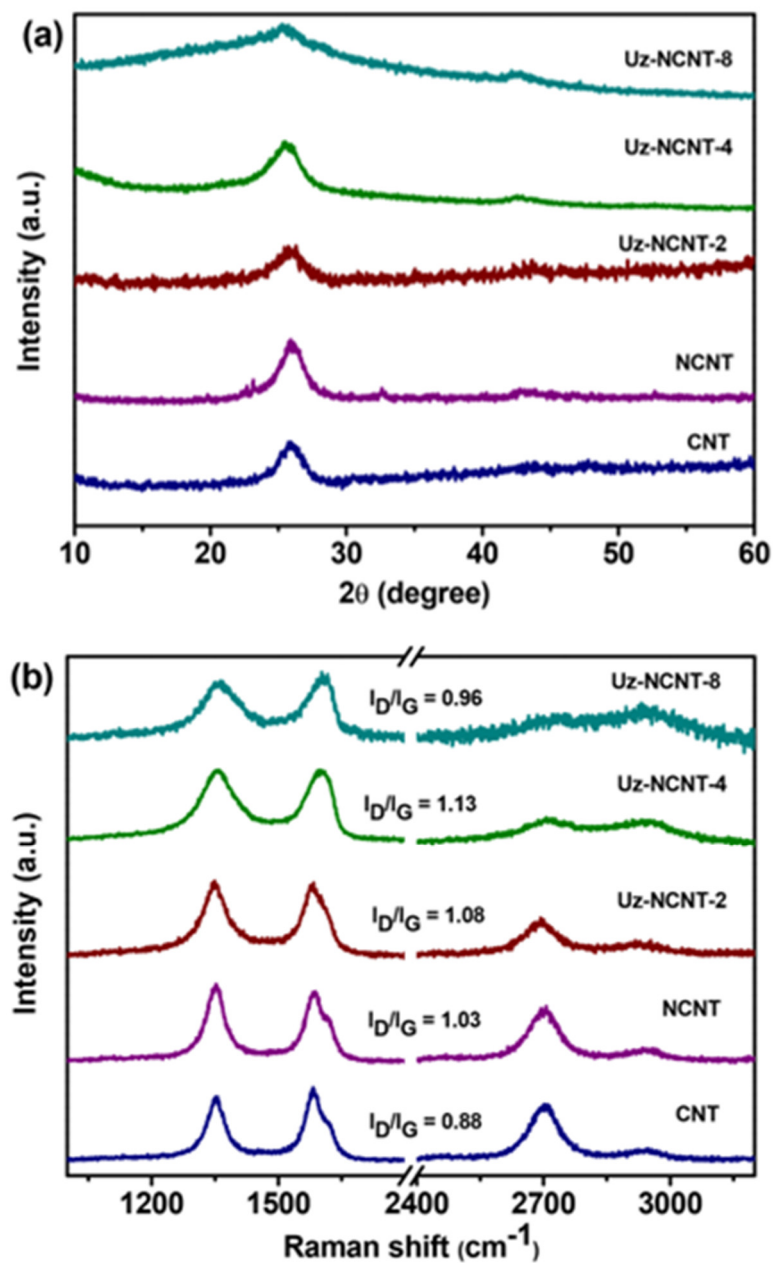 (a)
Uz-NCNT-8
Uz-NCNT-4
Uz-NCNT-2
NCNT
CNT
Intensity (a.u.)
10 20 30 40 50 60
2θ (degree)
(b)
I_D/I_G = 0.96 Uz-NCNT-8
I_D/I_G = 1.13 Uz-NCNT-4
I_D/I_G = 1.08 Uz-NCNT-2
I_D/I_G = 1.03 NCNT
I_D/I_G = 0.88 CNT
Intensity (a.u.)
1200 1500 2400 2700 3000
Raman shift (cm⁻¹)